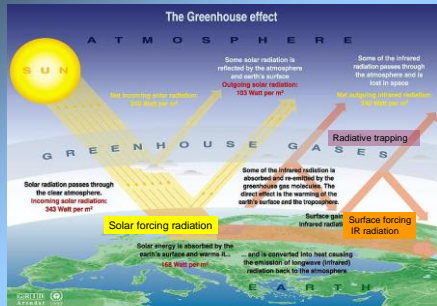 The Greenhouse effect
A T M O S P H E R E
SUN
Some solar radiation is
reflected by the atmosphere
and earth's surface
Outgoing solar radiation:
103 Watt per m²
Some of the infrared
radiation passes through
the atmosphere and is
lost in space
Net outgoing infrared radiation:
240 Watt per m²
Net incoming solar radiation:
240 Watt per m²
Radiative trapping
G R E E N H O U S E G A S E S
Solar radiation passes through
the clear atmosphere.
Incoming solar radiation:
343 Watt per m²
Some of the infrared radiation is
absorbed and re-emitted by the
greenhouse gas molecules. The
direct effect is the warming of the
earth's surface and the troposphere.
Surface gain
infrared radiation
Solar forcing radiation
Surface forcing
IR radiation
Solar energy is absorbed by the
earth's surface and warms it...
168 Watt per m²
... and is converted into heat causing
the emission of longwave (infrared)
radiation back to the atmosphere
E A R T H
G R I D
Arendal
UNEP